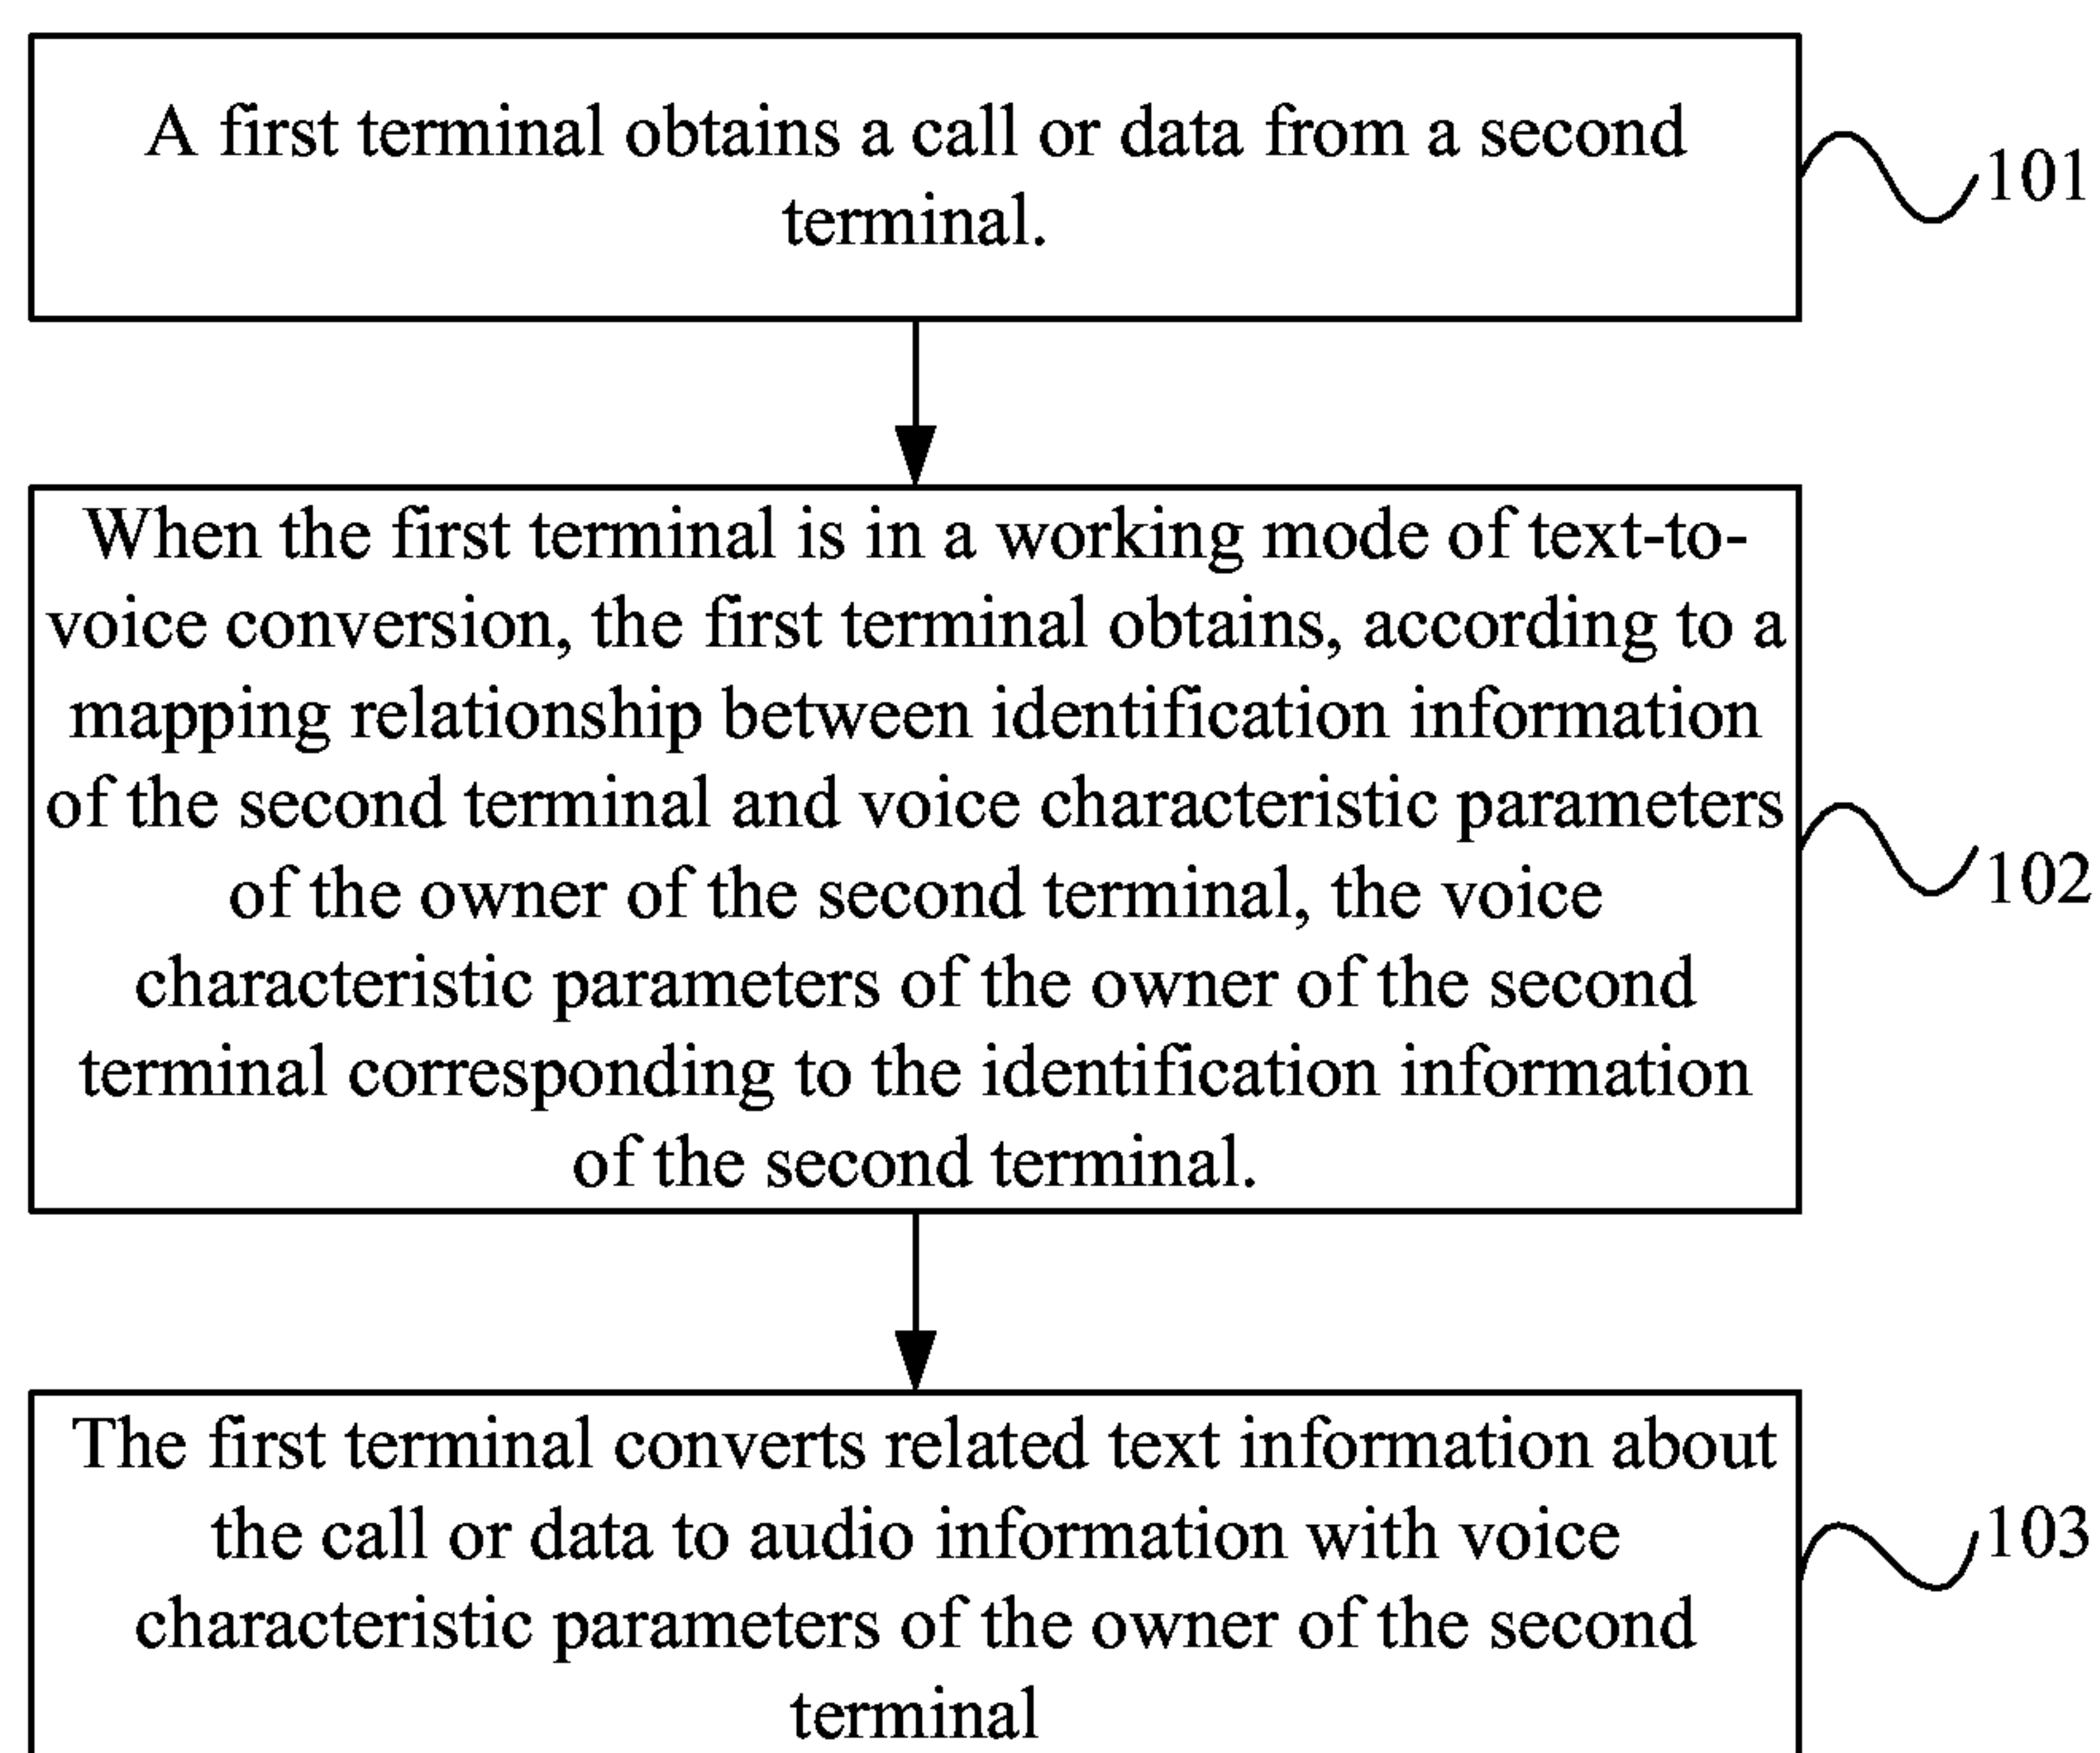 A first terminal obtains a call or data from a second
terminal.
101
When the first terminal is in a working mode of text-to-
voice conversion, the first terminal obtains, according to a
mapping relationship between identification information
of the second terminal and voice characteristic parameters
of the owner of the second terminal, the voice
characteristic parameters of the owner of the second
terminal corresponding to the identification information
of the second terminal.
102
The first terminal converts related text information about
the call or data to audio information with voice
characteristic parameters of the owner of the second
terminal
103